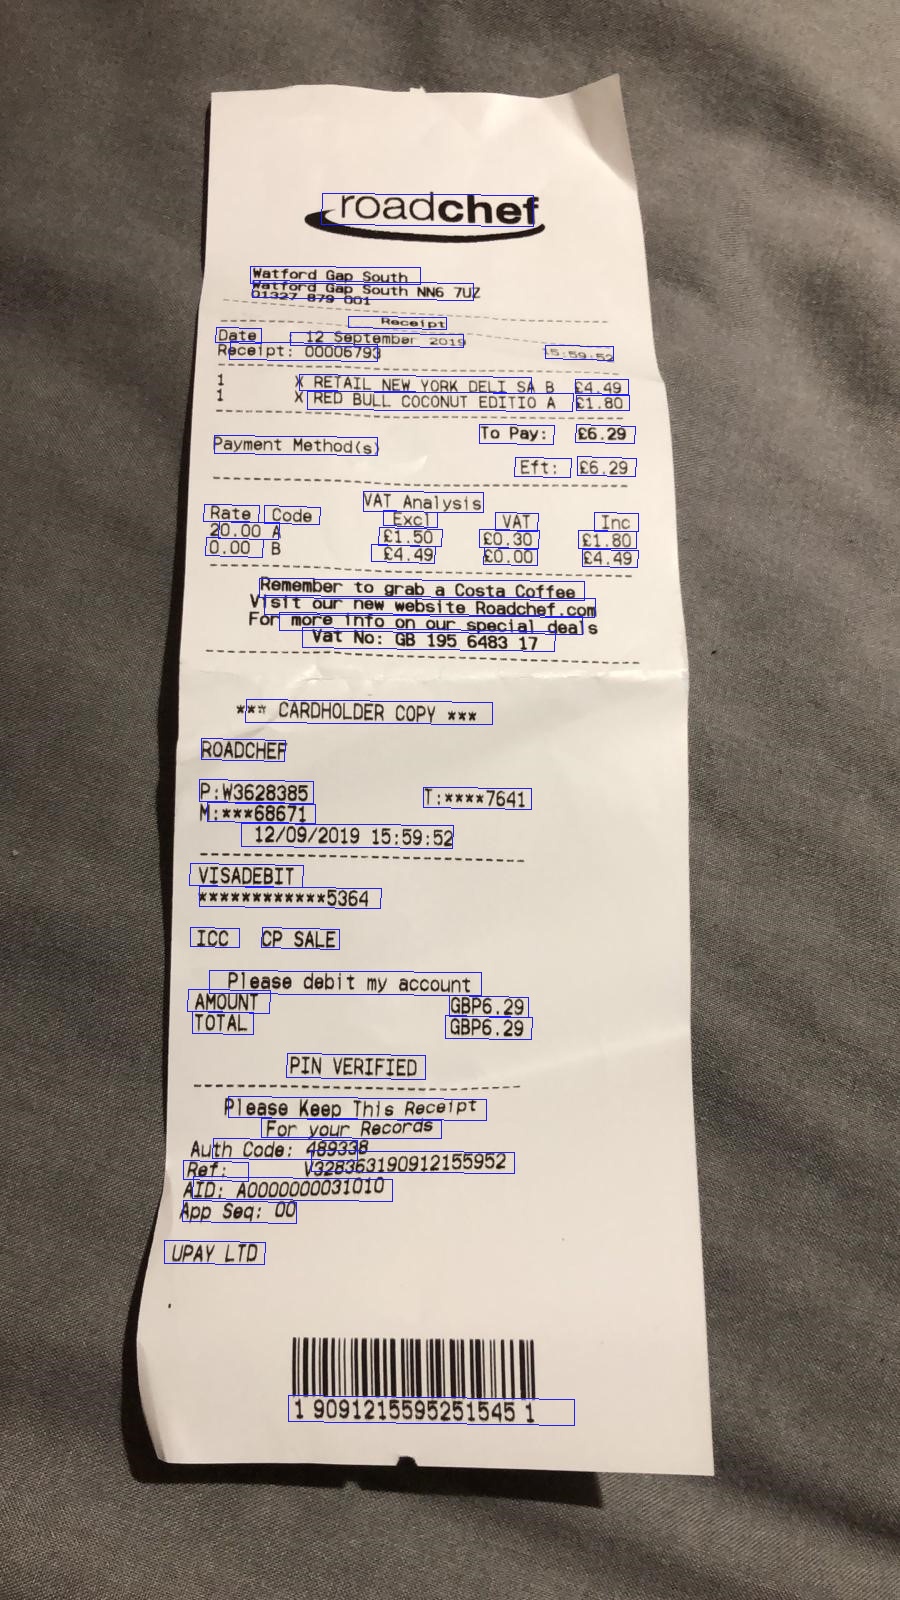 roadchef
Watford Gap South
Watford Gap South NN6 7UZ
01327 879 001
Receipt
Date 12 September 2019 15:59:52
Receipt: 00006793
1 X RETAIL NEW YORK DELI SA B £4.49
1 X RED BULL COCONUT EDITIO A £1.80
To Pay: £6.29
Payment Method(s)
Eft: £6.29
VAT Analysis
Rate Code Excl VAT Inc
20.00 A £1.50 £0.30 £1.80
0.00 B £4.49 £0.00 £4.49
Remember to grab a Costa Coffee
Visit our new website Roadchef.com
For more info on our special deals
Vat No: GB 195 6483 17
*** CARDHOLDER COPY ***
ROADCHEF
P:W3628385 T:****7641
M:***68671
12/09/2019 15:59:52
VISADEBIT
************5364
ICC CP SALE
Please debit my account
AMOUNT GBP6.29
TOTAL GBP6.29
PIN VERIFIED
Please Keep This Receipt
For your Records
Auth Code: 489338
Ref: V328363190912155952
AID: A0000000031010
App Seq: 00
UPAY LTD
1 9091215595251545 1